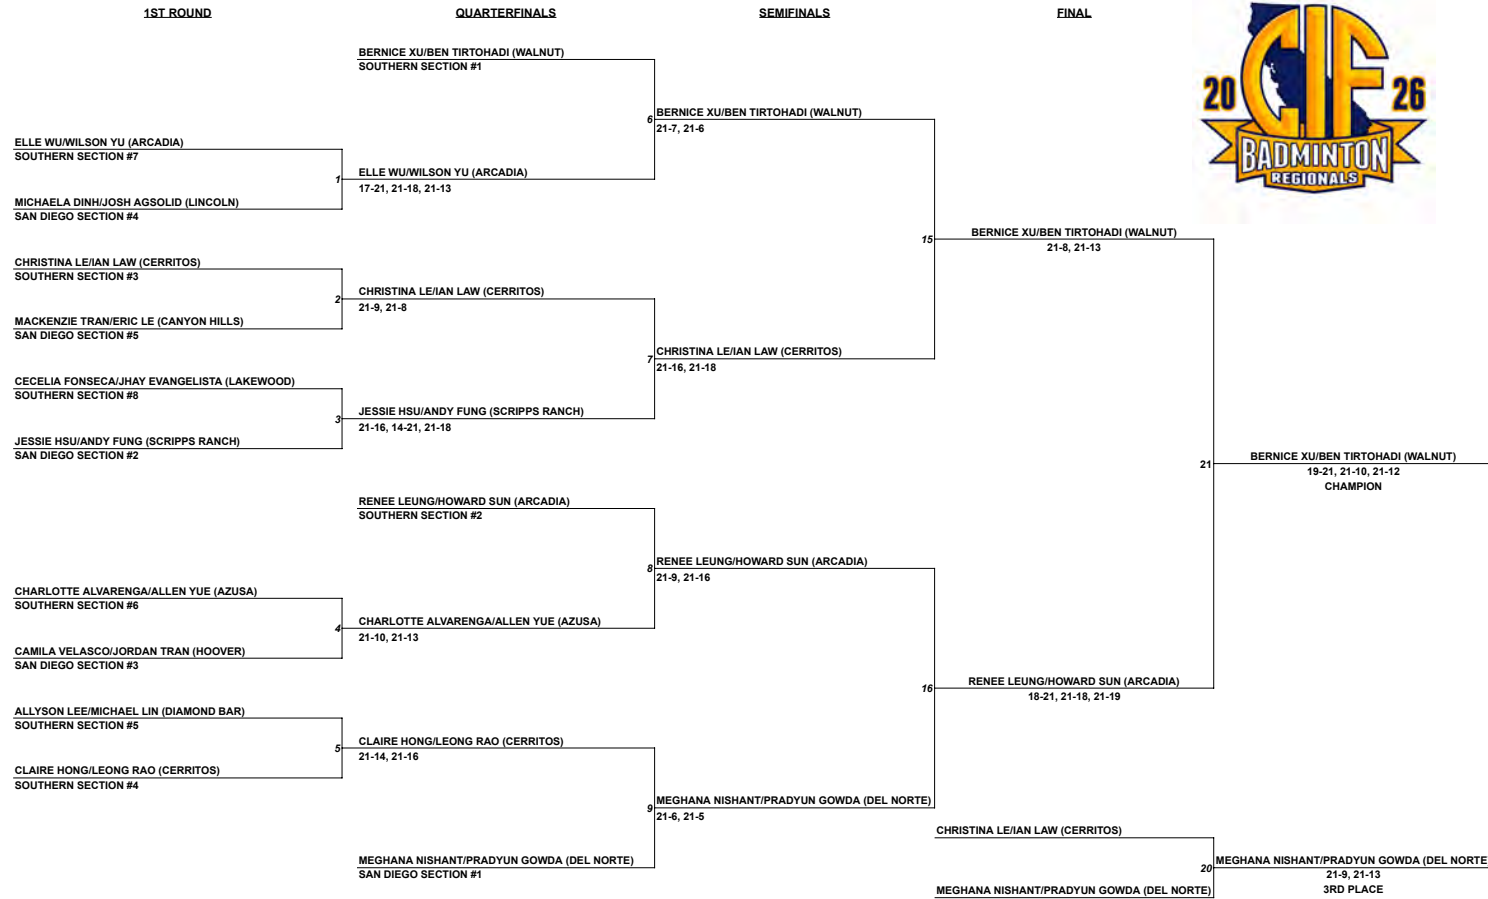 1ST ROUND
QUARTERFINALS
SEMIFINALS
FINAL
20 CIF 26
BADMINTON
REGIONALS
BERNICE XU/BEN TIRTOHADI (WALNUT)
SOUTHERN SECTION #1
6 BERNICE XU/BEN TIRTOHADI (WALNUT)
21-7, 21-6
ELLE WU/WILSON YU (ARCADIA)
SOUTHERN SECTION #7
1 ELLE WU/WILSON YU (ARCADIA)
17-21, 21-18, 21-13
MICHAELA DINH/JOSH AGSOLID (LINCOLN)
SAN DIEGO SECTION #4
15 BERNICE XU/BEN TIRTOHADI (WALNUT)
21-8, 21-13
CHRISTINA LE/IAN LAW (CERRITOS)
SOUTHERN SECTION #3
2 CHRISTINA LE/IAN LAW (CERRITOS)
21-9, 21-8
MACKENZIE TRAN/ERIC LE (CANYON HILLS)
SAN DIEGO SECTION #5
7 CHRISTINA LE/IAN LAW (CERRITOS)
21-16, 21-18
CECELIA FONSECA/JHAY EVANGELISTA (LAKEWOOD)
SOUTHERN SECTION #8
3 JESSIE HSU/ANDY FUNG (SCRIPPS RANCH)
21-16, 14-21, 21-18
JESSIE HSU/ANDY FUNG (SCRIPPS RANCH)
SAN DIEGO SECTION #2
21 BERNICE XU/BEN TIRTOHADI (WALNUT)
19-21, 21-10, 21-12
CHAMPION
RENEE LEUNG/HOWARD SUN (ARCADIA)
SOUTHERN SECTION #2
8 RENEE LEUNG/HOWARD SUN (ARCADIA)
21-9, 21-16
CHARLOTTE ALVARENGA/ALLEN YUE (AZUSA)
SOUTHERN SECTION #6
4 CHARLOTTE ALVARENGA/ALLEN YUE (AZUSA)
21-10, 21-13
CAMILA VELASCO/JORDAN TRAN (HOOVER)
SAN DIEGO SECTION #3
16 RENEE LEUNG/HOWARD SUN (ARCADIA)
18-21, 21-18, 21-19
ALLYSON LEE/MICHAEL LIN (DIAMOND BAR)
SOUTHERN SECTION #5
5 CLAIRE HONG/LEONG RAO (CERRITOS)
21-14, 21-16
CLAIRE HONG/LEONG RAO (CERRITOS)
SOUTHERN SECTION #4
9 MEGHANA NISHANT/PRADYUN GOWDA (DEL NORTE)
21-6, 21-5
MEGHANA NISHANT/PRADYUN GOWDA (DEL NORTE)
SAN DIEGO SECTION #1
CHRISTINA LE/IAN LAW (CERRITOS)
20 MEGHANA NISHANT/PRADYUN GOWDA (DEL NORTE)
21-9, 21-13
3RD PLACE
MEGHANA NISHANT/PRADYUN GOWDA (DEL NORTE)